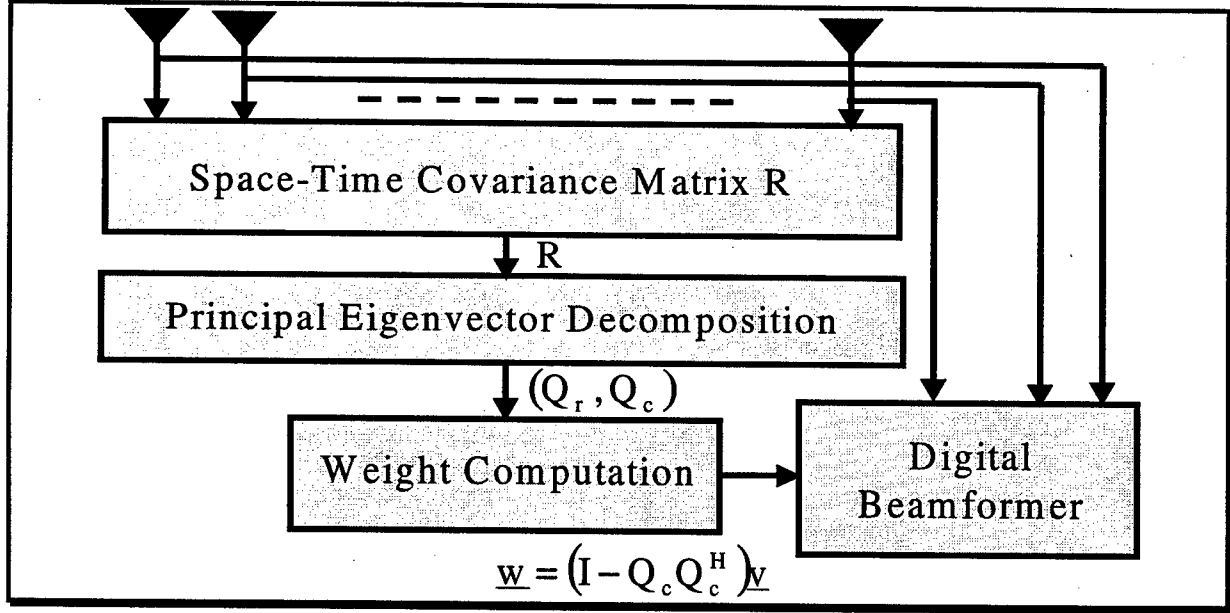 Space-Time Covariance Matrix R
R
Principal Eigenvector Decomposition
(Q_r, Q_c)
Weight Computation
Digital
Beamformer
w = (I - Q_c Q_c^H) v